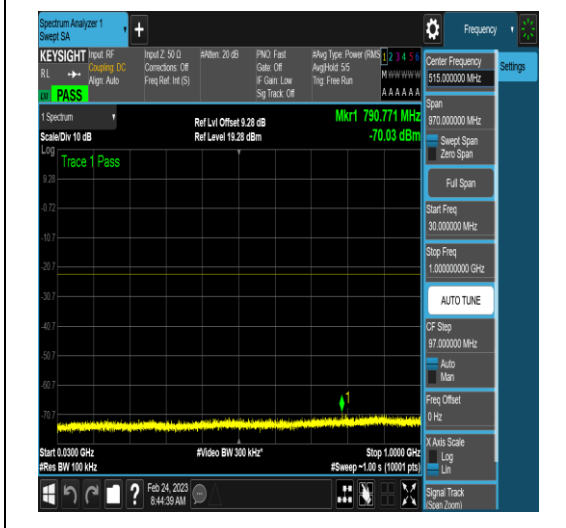 Spectrum Analyzer 1
Swept SA
+
Frequency
KEYSIGHT
RL
PASS
Input: RF
Coupling: DC
Align: Auto
Input Z: 50 Ω
Corrections: Off
Freq Ref: Int (S)
#Atten: 20 dB
PNO: Fast
Gate: Off
IF Gain: Low
Sig Track: Off
#Avg Type: Power (RMS
Avg|Hold: 5/5
Trig: Free Run
1 2 3 4 5 6
M W W W W W
A A A A A A
1 Spectrum
Scale/Div 10 dB
Ref Lvl Offset 9.28 dB
Ref Level 19.28 dBm
Mkr1 790.771 MHz
-70.03 dBm
Log
Trace 1 Pass
9.28
-0.72
-10.7
-20.7
-30.7
-40.7
-50.7
-60.7
-70.7
1
Start 0.0300 GHz
#Res BW 100 kHz
#Video BW 300 kHz*
Stop 1.0000 GHz
#Sweep ~1.00 s (10001 pts)
Center Frequency
515.000000 MHz
Span
970.000000 MHz
Swept Span
Zero Span
Full Span
Start Freq
30.000000 MHz
Stop Freq
1.000000000 GHz
AUTO TUNE
CF Step
97.000000 MHz
Auto
Man
Freq Offset
0 Hz
X Axis Scale
Log
Lin
Signal Track
(Span Zoom)
Settings
?
Feb 24, 2023
8:44:39 AM